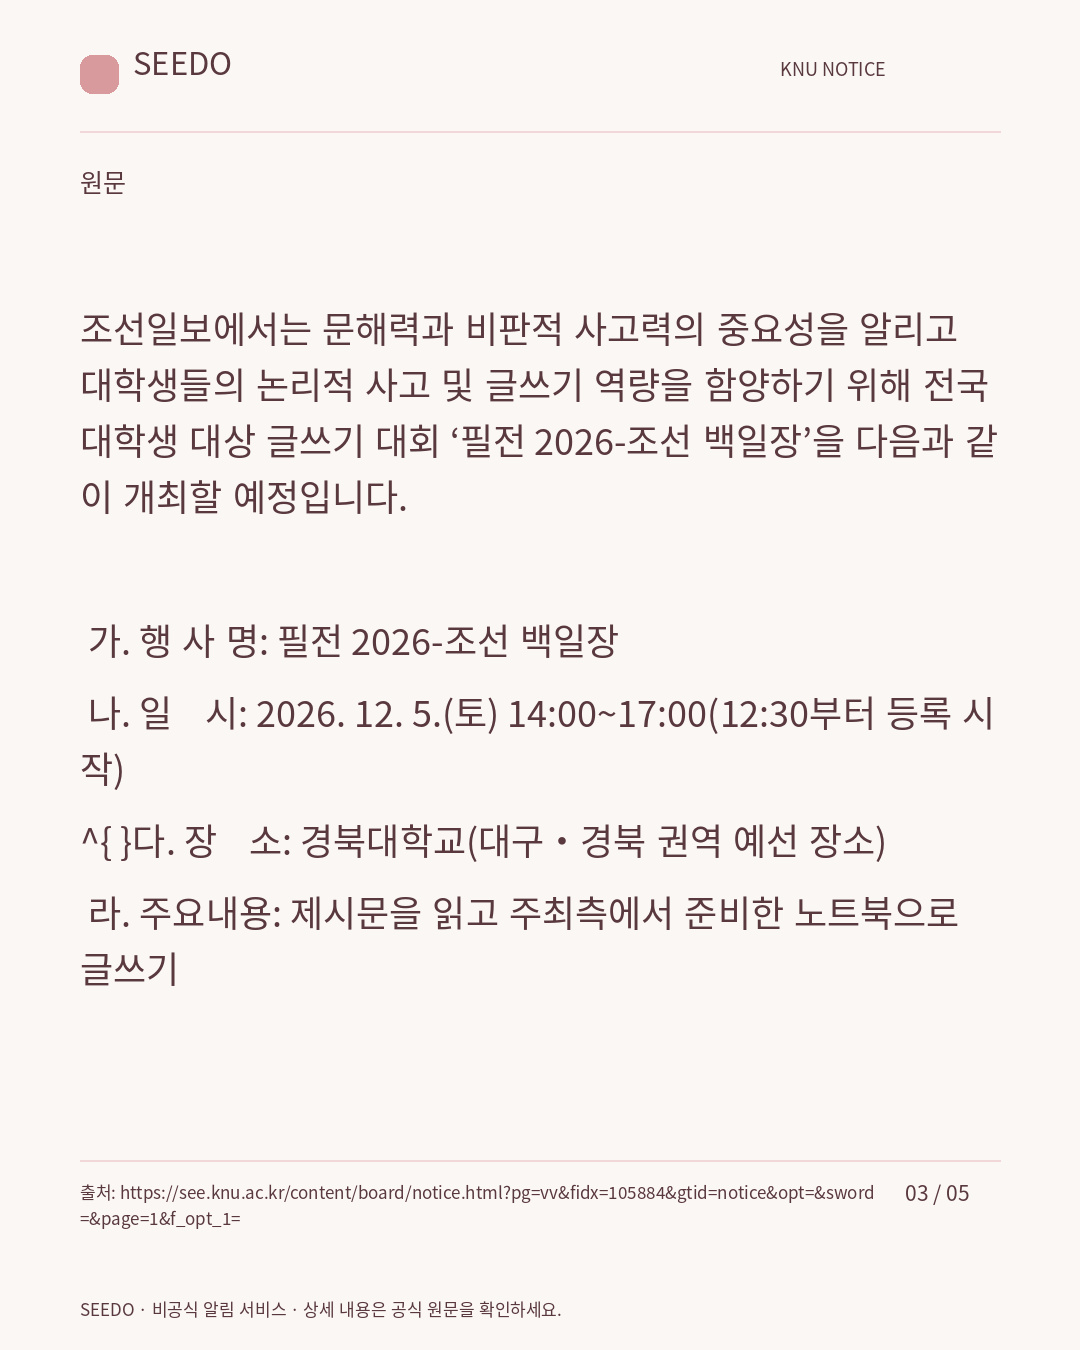 SEEDO
KNU NOTICE
원문
조선일보에서는 문해력과 비판적 사고력의 중요성을 알리고
대학생들의 논리적 사고 및 글쓰기 역량을 함양하기 위해 전국
대학생 대상 글쓰기 대회 ‘필전 2026-조선 백일장’을 다음과 같
이 개최할 예정입니다.
가. 행 사 명: 필전 2026-조선 백일장
나. 일    시: 2026. 12. 5.(토) 14:00~17:00(12:30부터 등록 시
작)
^{ }다. 장    소: 경북대학교(대구・경북 권역 예선 장소)
라. 주요내용: 제시문을 읽고 주최측에서 준비한 노트북으로
글쓰기
출처: https://see.knu.ac.kr/content/board/notice.html?pg=vv&fidx=105884&gtid=notice&opt=&sword
=&page=1&f_opt_1=
03 / 05
SEEDO · 비공식 알림 서비스 · 상세 내용은 공식 원문을 확인하세요.